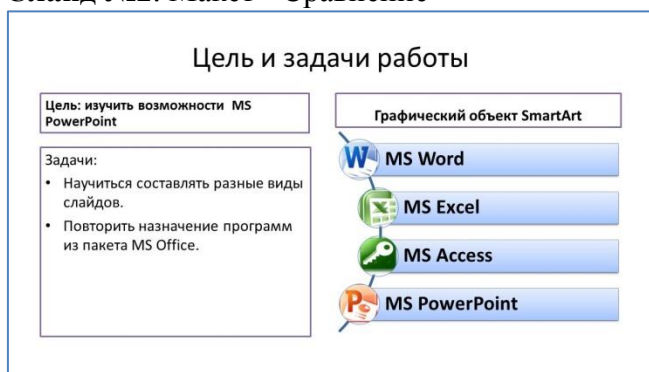 Слайд №2. Макет - Сравнение
Цель и задачи работы
Цель: изучить возможности MS
PowerPoint
Задачи:
• Научиться составлять разные виды
слайдов.
• Повторить назначение программ
из пакета MS Office.
Графический объект SmartArt
MS Word
MS Excel
MS Access
MS PowerPoint